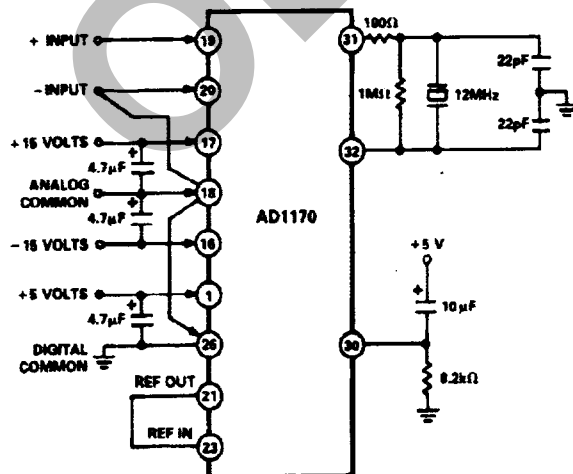 + INPUT
19
- INPUT
20
+15 VOLTS
17
4.7µF
ANALOG
COMMON
18
4.7µF
- 15 VOLTS
16
+5 VOLTS
1
4.7µF
DIGITAL
COMMON
26
REF OUT
21
REF IN
23
AD1170
31
180Ω
1MΩ
12MHz
22pF
22pF
32
+5 V
10µF
30
8.2kΩ